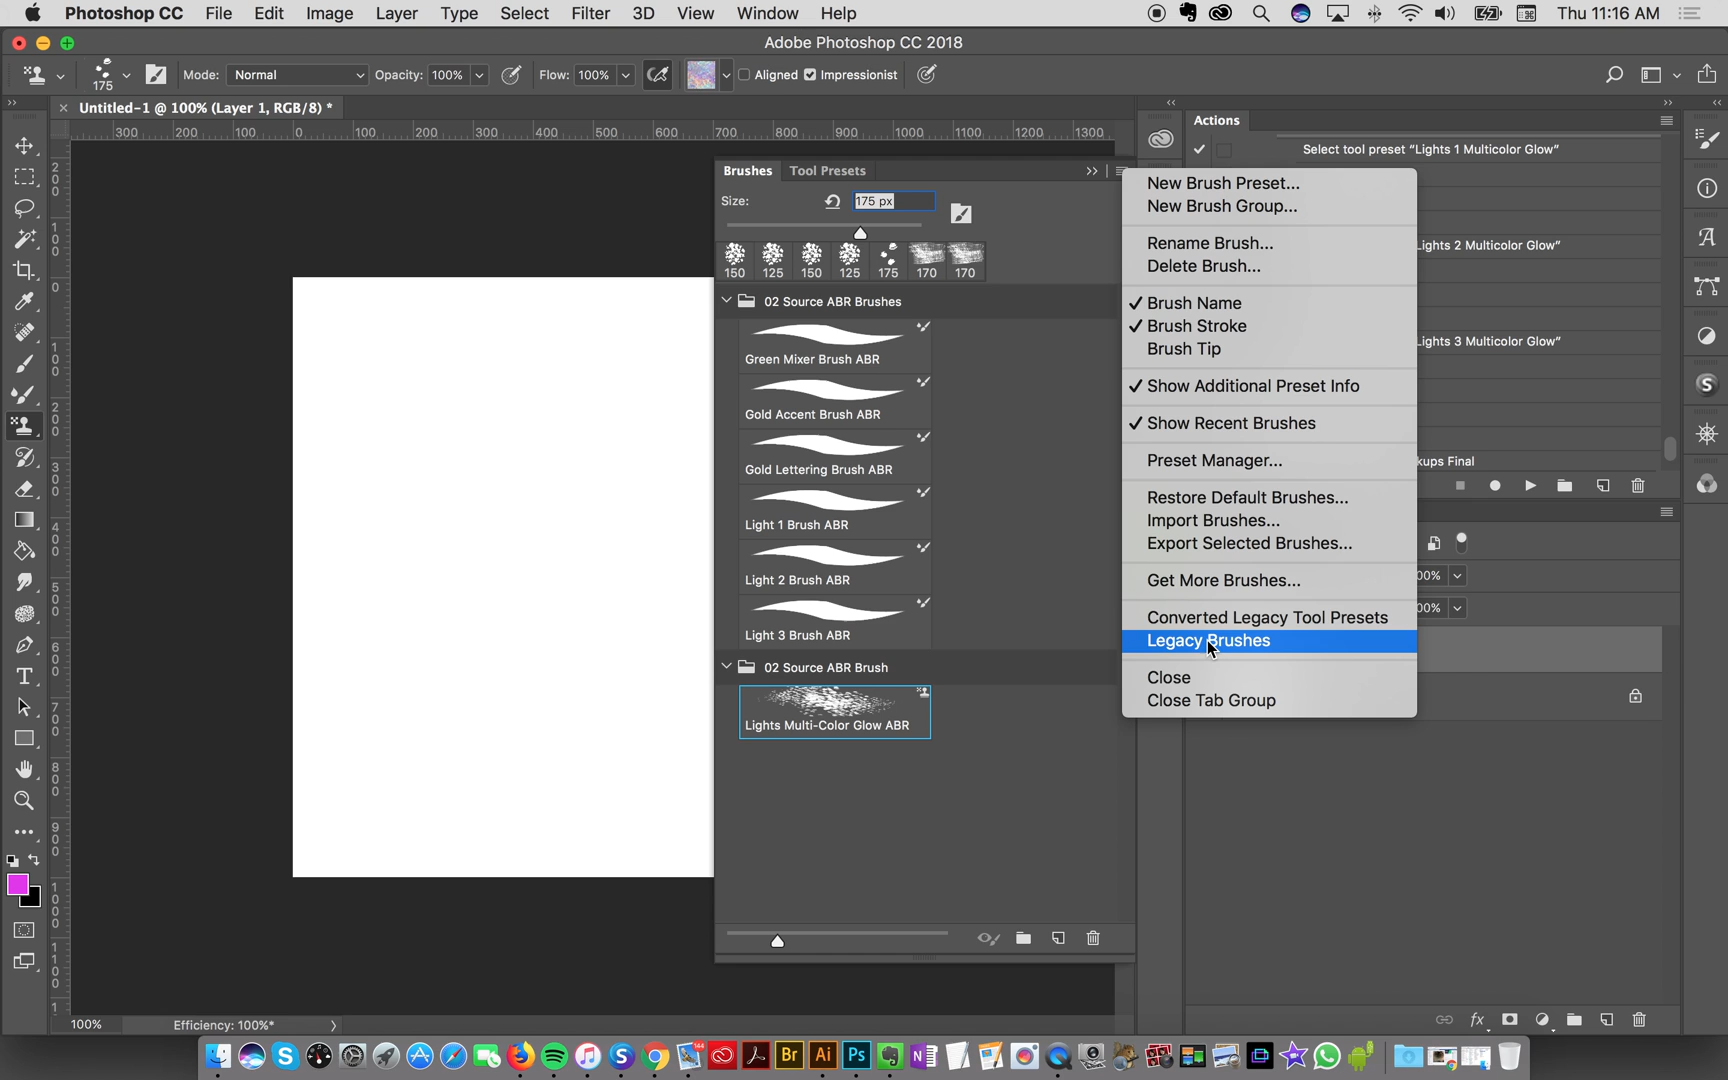 Photoshop CC File Edit Image Layer Type Select Filter 3D View Window Help Thu 11:16 AM
Adobe Photoshop CC 2018
175 Mode: Normal Opacity: 100% Flow: 100% Aligned Impressionist
Untitled-1 @ 100% (Layer 1, RGB/8) *
300 200 100 0 100 200 300 400 500 600 700 800 900 1000 1100 1200 1300
Actions
Select tool preset “Lights 1 Multicolor Glow”
Lights 2 Multicolor Glow”
Lights 3 Multicolor Glow”
kups Final
Brushes Tool Presets
Size: 175 px
150 125 150 125 175 170 170
02 Source ABR Brushes
Green Mixer Brush ABR
Gold Accent Brush ABR
Gold Lettering Brush ABR
Light 1 Brush ABR
Light 2 Brush ABR
Light 3 Brush ABR
02 Source ABR Brush
Lights Multi-Color Glow ABR
New Brush Preset...
New Brush Group...
Rename Brush...
Delete Brush...
Brush Name
Brush Stroke
Brush Tip
Show Additional Preset Info
Show Recent Brushes
Preset Manager...
Restore Default Brushes...
Import Brushes...
Export Selected Brushes...
Get More Brushes...
Converted Legacy Tool Presets
Legacy Brushes
Close
Close Tab Group
00%
00%
100% Efficiency: 100%*
144 Br Ai Ps